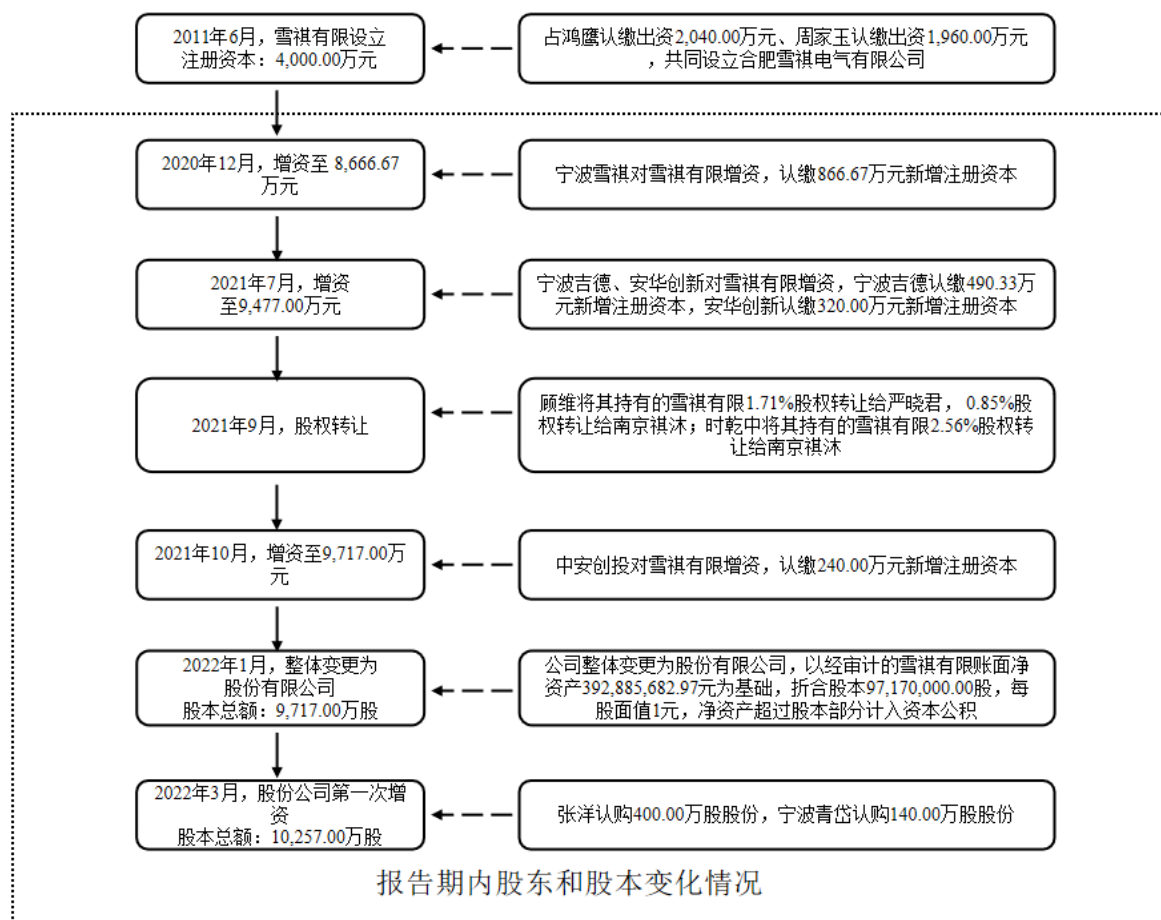 2011年6月，雪祺有限设立
注册资本：4,000.00万元
占鸿鹰认缴出资2,040.00万元、周家玉认缴出资1,960.00万元
，共同设立合肥雪祺电气有限公司
2020年12月，增资至 8,666.67
万元
宁波雪祺对雪祺有限增资，认缴866.67万元新增注册资本
2021年7月，增资
至9,477.00万元
宁波吉德、安华创新对雪祺有限增资，宁波吉德认缴490.33万
元新增注册资本，安华创新认缴320.00万元新增注册资本
2021年9月，股权转让
顾维将其持有的雪祺有限1.71%股权转让给严晓君， 0.85%股
权转让给南京祺沐；时乾中将其持有的雪祺有限2.56%股权转
让给南京祺沐
2021年10月，增资至9,717.00万
元
中安创投对雪祺有限增资，认缴240.00万元新增注册资本
2022年1月，整体变更为
股份有限公司
股本总额：9,717.00万股
公司整体变更为股份有限公司，以经审计的雪祺有限账面净
资产392,885,682.97元为基础，折合股本97,170,000.00股，每
股面值1元，净资产超过股本部分计入资本公积
2022年3月，股份公司第一次增
资
股本总额：10,257.00万股
张洋认购400.00万股股份，宁波青岱认购140.00万股股份
报告期内股东和股本变化情况